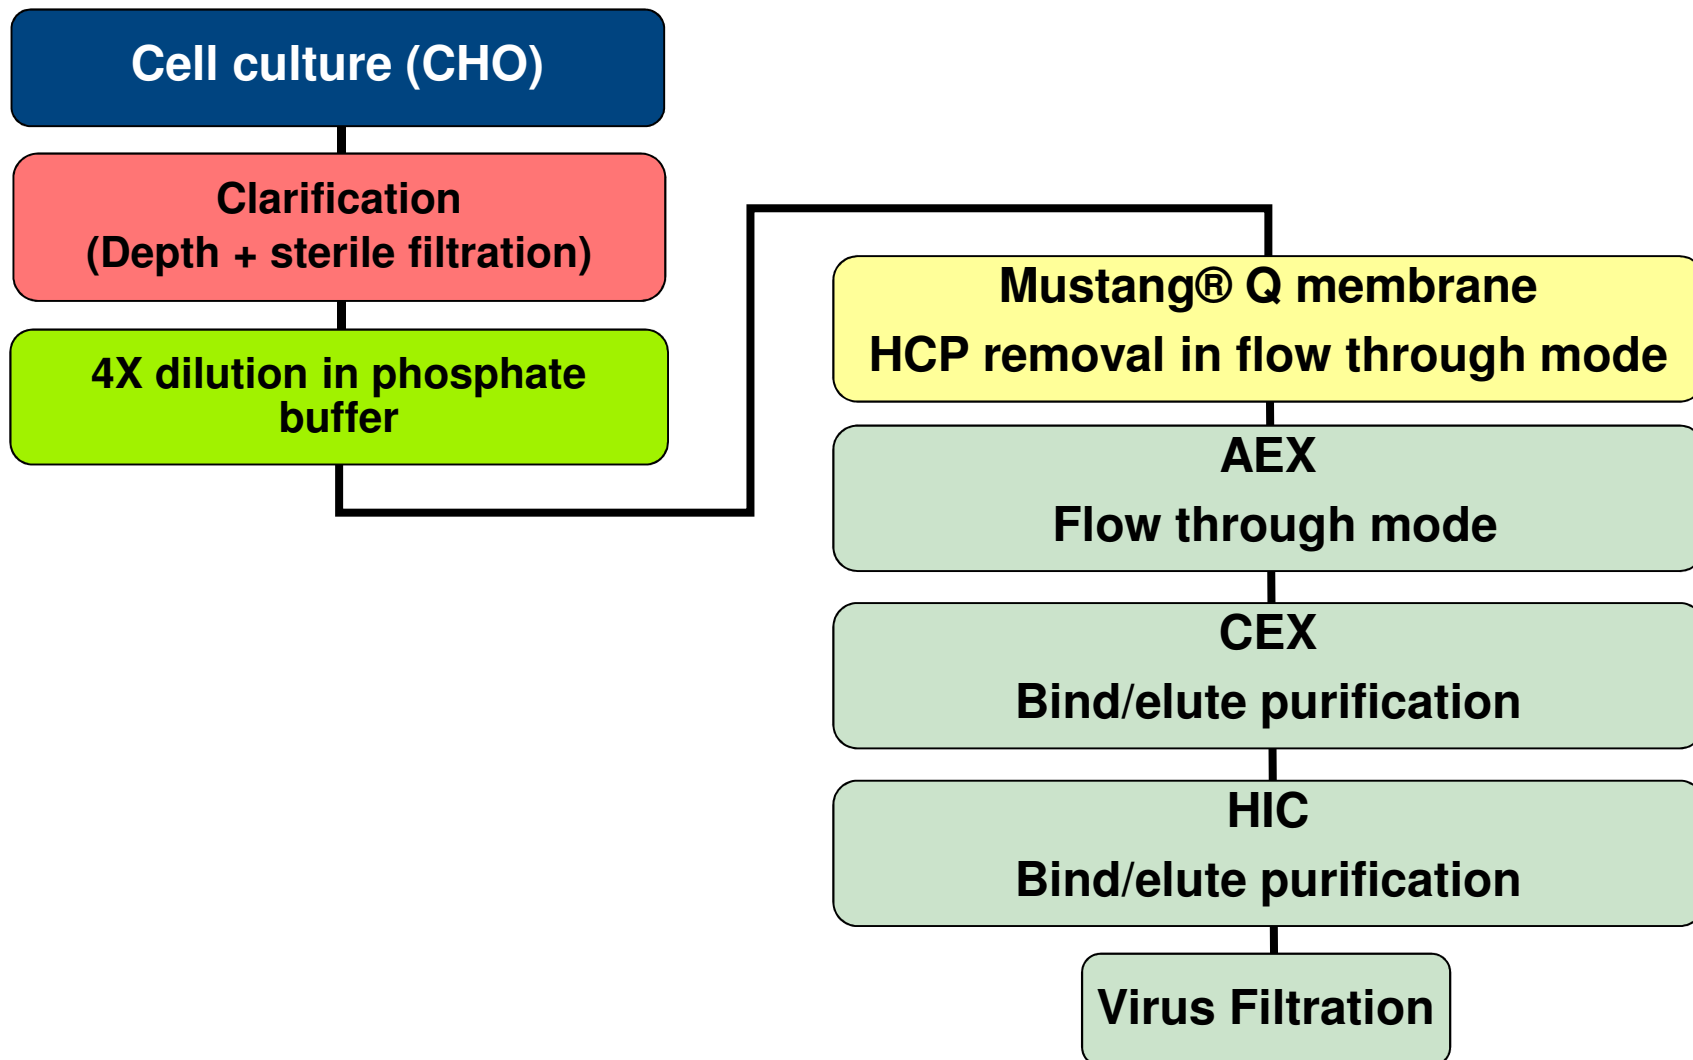 Cell culture (CHO)
Clarification
(Depth + sterile filtration)
4X dilution in phosphate
buffer
Mustang® Q membrane
HCP removal in flow through mode
AEX
Flow through mode
CEX
Bind/elute purification
HIC
Bind/elute purification
Virus Filtration